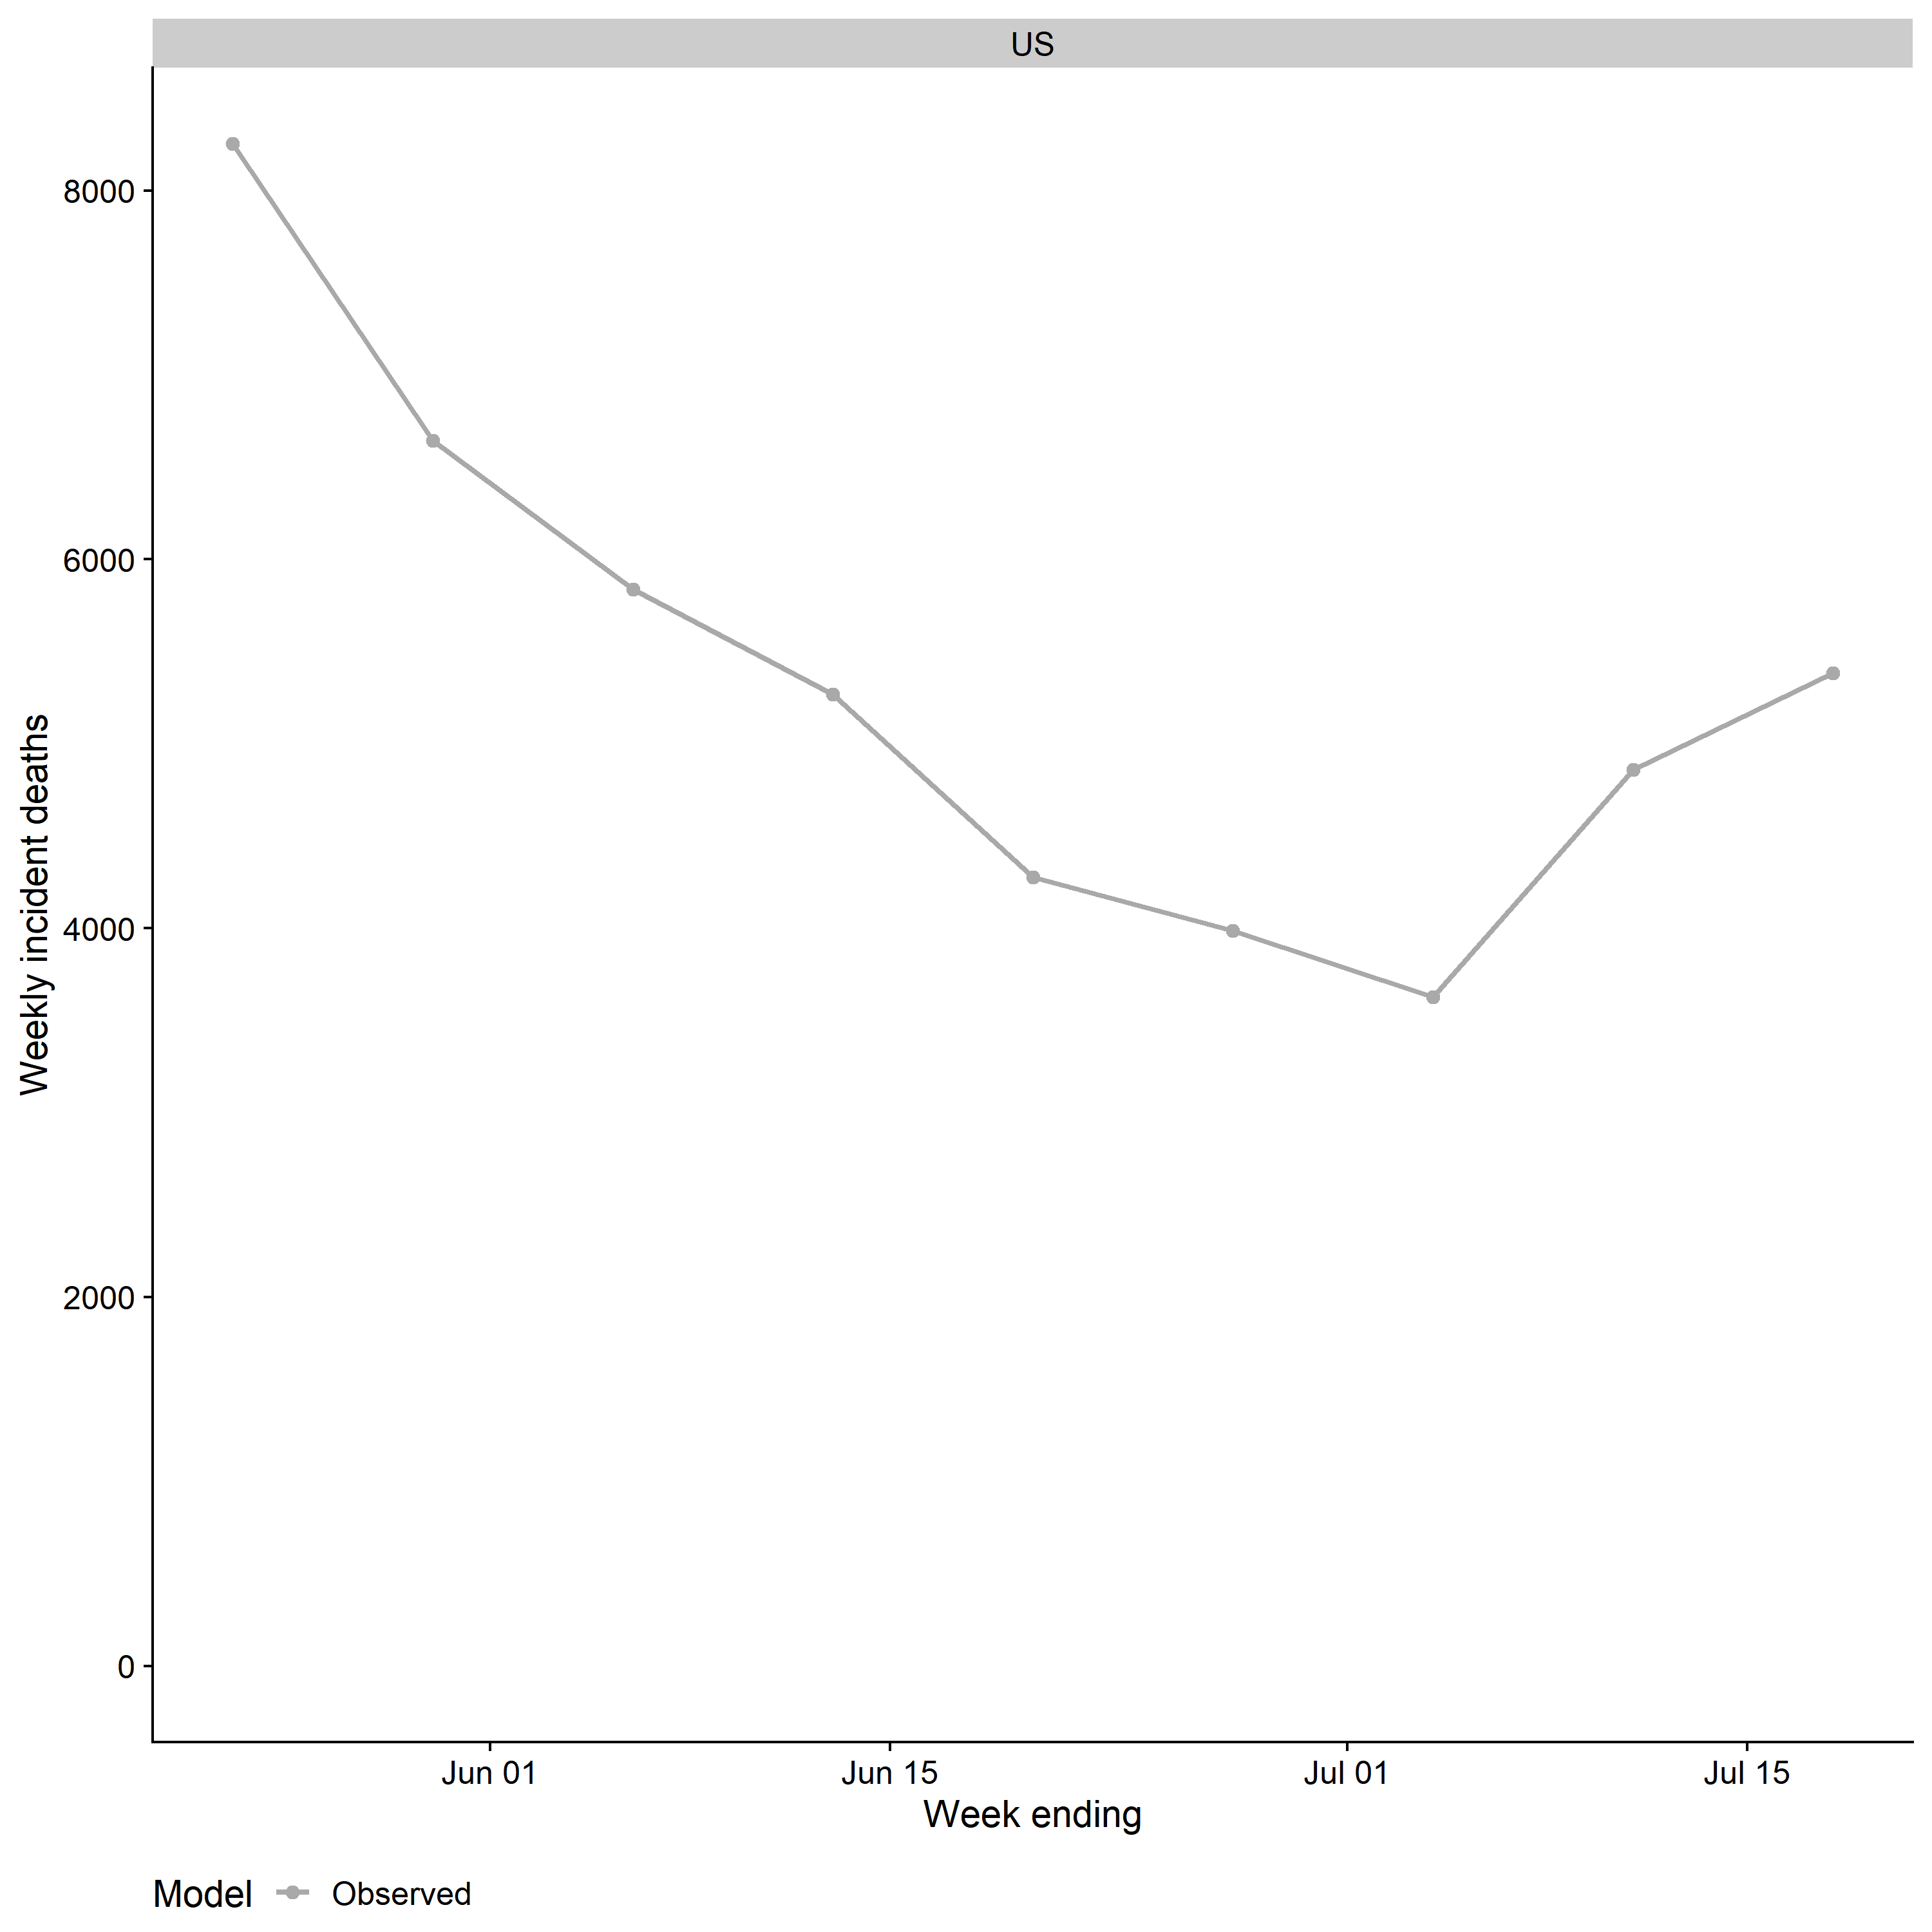 US
8000
6000
4000
2000
0
Weekly incident deaths
Jun 01 Jun 15 Jul 01 Jul 15
Week ending
Model Observed